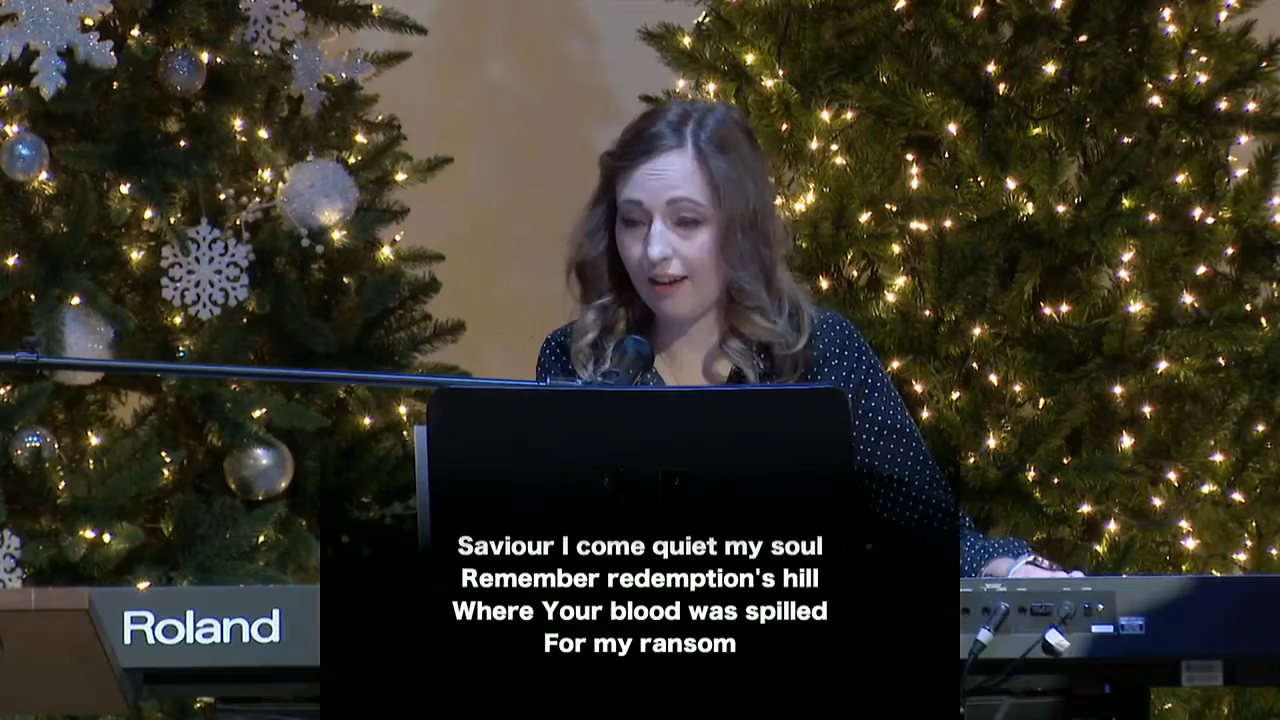 Saviour I come quiet my soul
Remember redemption's hill
Where Your blood was spilled
For my ransom
Roland